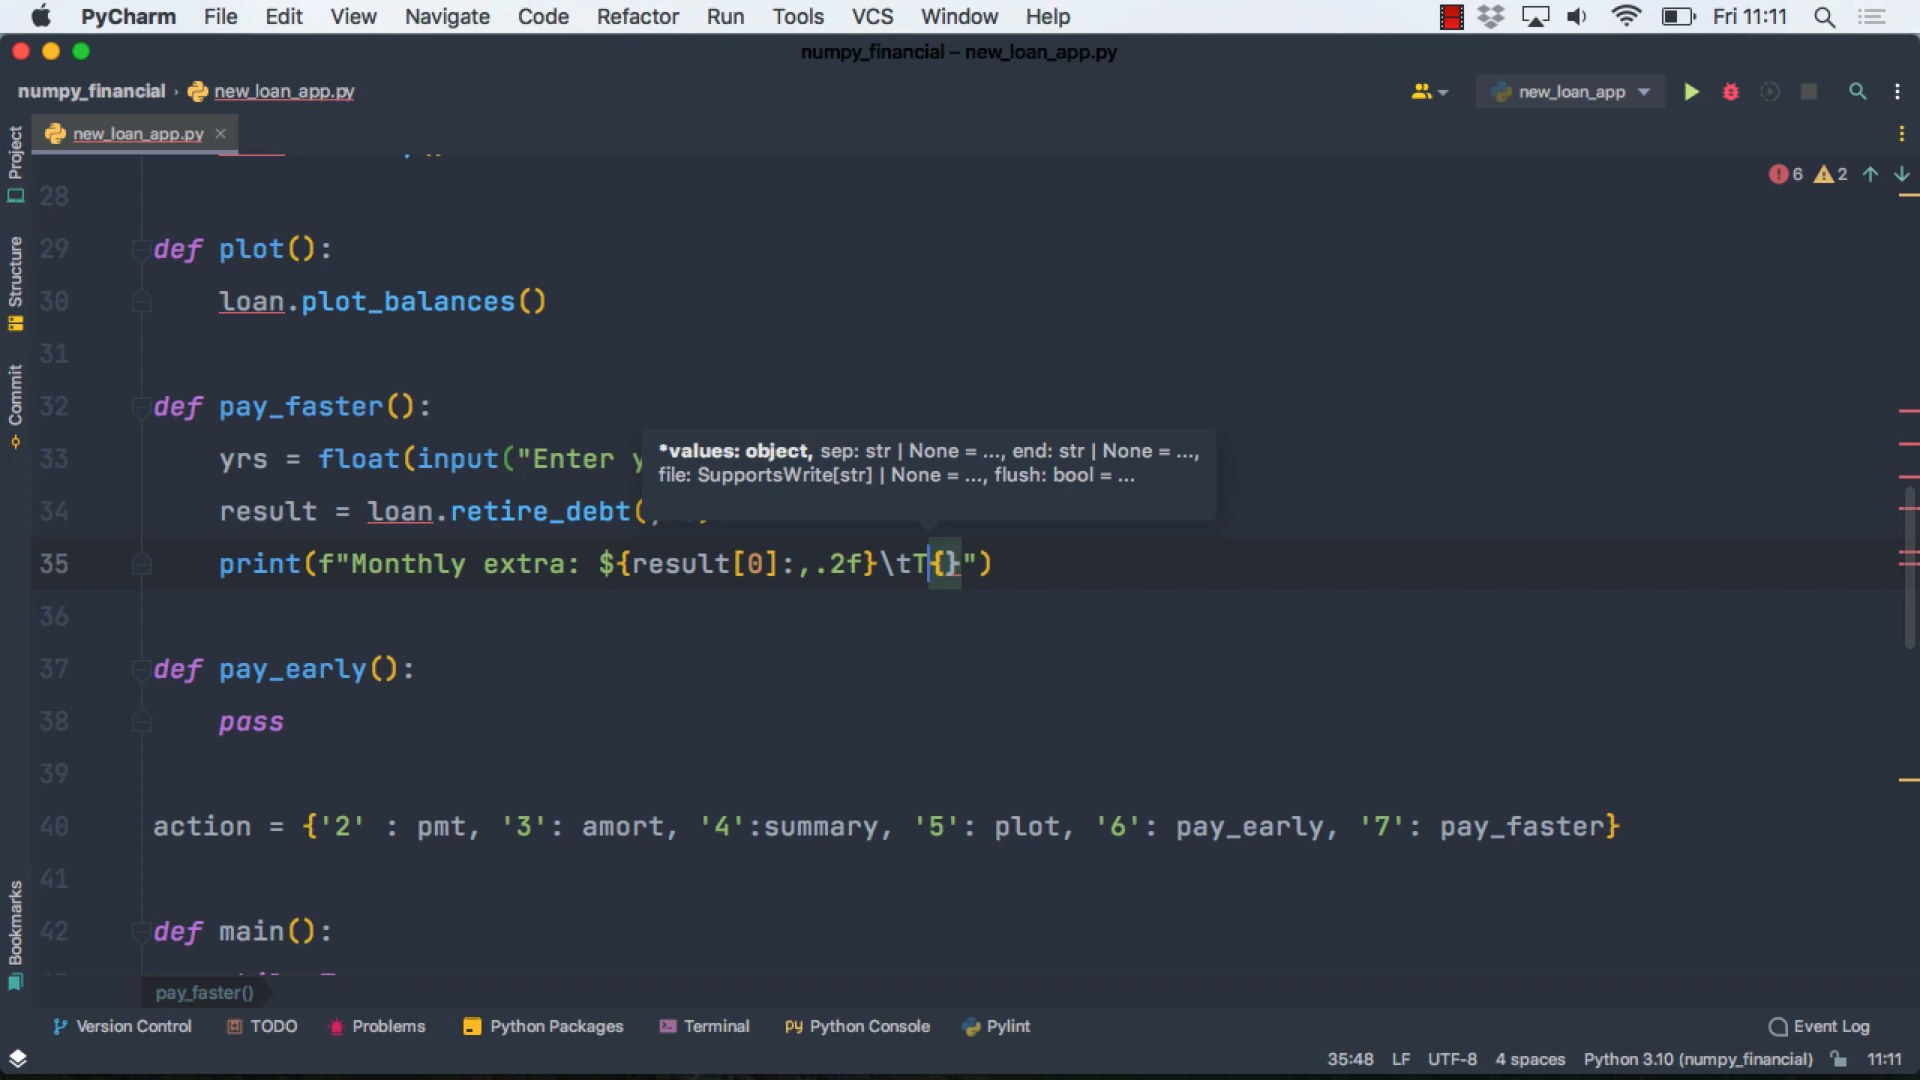 PyCharm File Edit View Navigate Code Refactor Run Tools VCS Window Help Fri 11:11
numpy_financial – new_loan_app.py
numpy_financial › new_loan_app.py new_loan_app
Project new_loan_app.py
6 2
28
29 def plot():
Structure
30 loan.plot_balances()
31
Commit
32 def pay_faster():
*values: object, sep: str | None = ..., end: str | None = ...,
file: SupportsWrite[str] | None = ..., flush: bool = ...
33 yrs = float(input("Enter
34 result = loan.retire_debt(
35 print(f"Monthly extra: ${result[0]:,.2f}\tT{}")
36
37 def pay_early():
38 pass
39
40 action = {'2' : pmt, '3': amort, '4':summary, '5': plot, '6': pay_early, '7': pay_faster}
41
Bookmarks
42 def main():
pay_faster()
Version Control TODO Problems Python Packages Terminal Python Console Pylint Event Log
35:48 LF UTF-8 4 spaces Python 3.10 (numpy_financial) 11:11